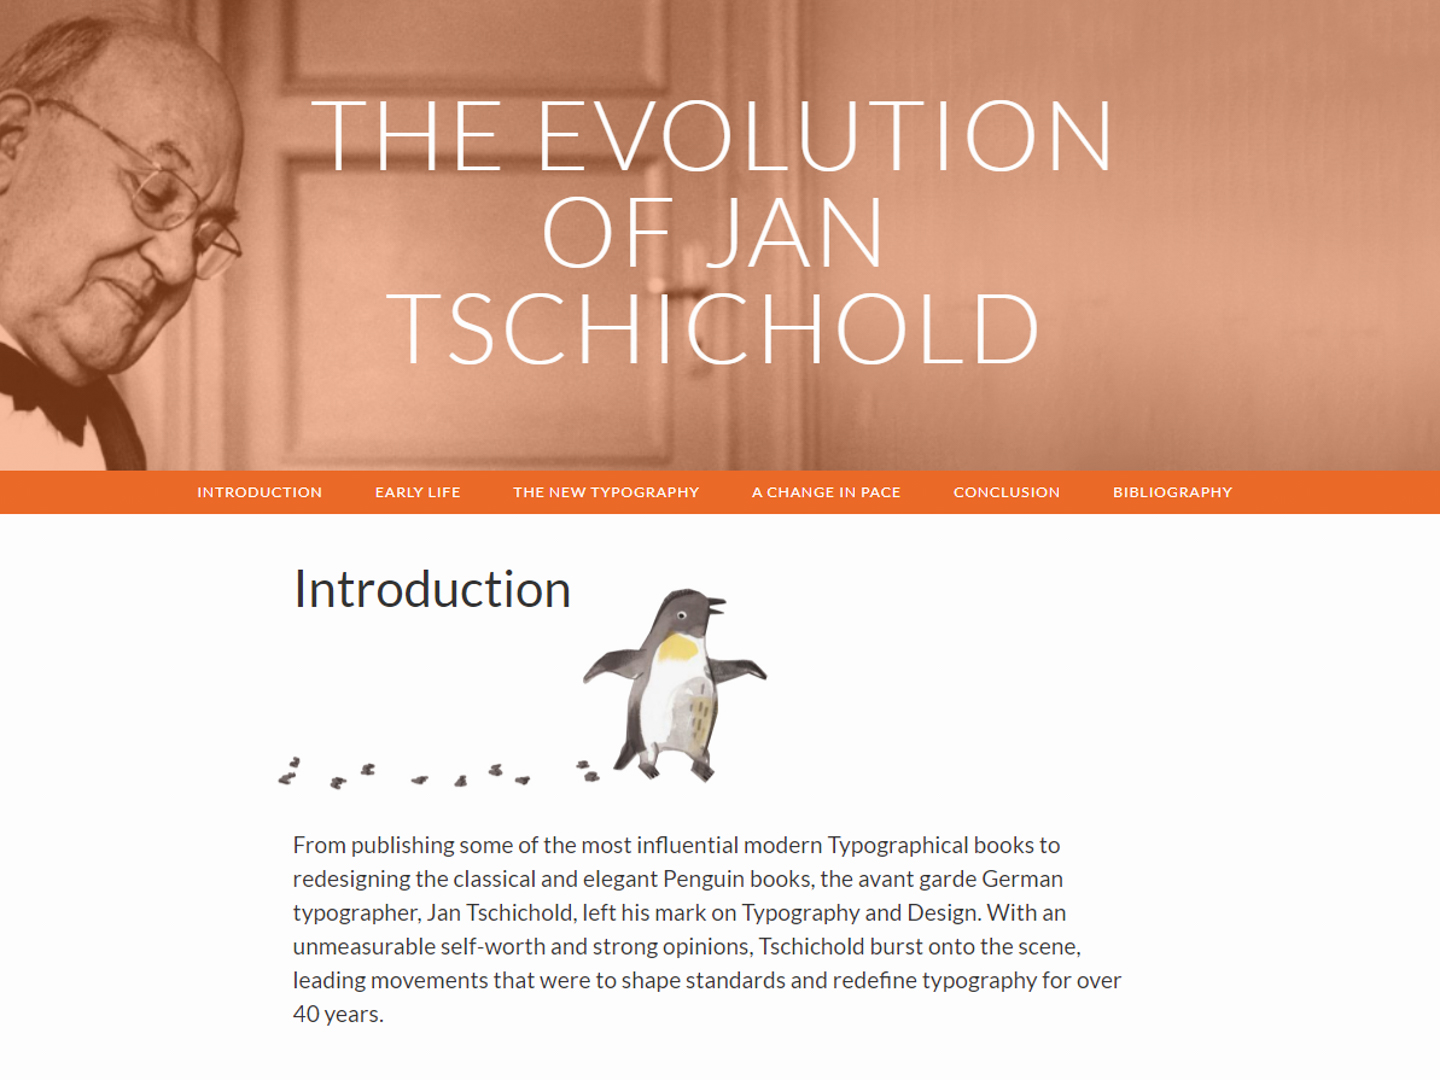 THE EVOLUTION
OF JAN
TSCHICHOLD
INTRODUCTION
EARLY LIFE
THE NEW TYPOGRAPHY
A CHANGE IN PACE
CONCLUSION
BIBLIOGRAPHY
Introduction
From publishing some of the most influential modern Typographical books to
redesigning the classical and elegant Penguin books, the avant garde German
typographer, Jan Tschichold, left his mark on Typography and Design. With an
unmeasurable self-worth and strong opinions, Tschichold burst onto the scene,
leading movements that were to shape standards and redefine typography for over
40 years.